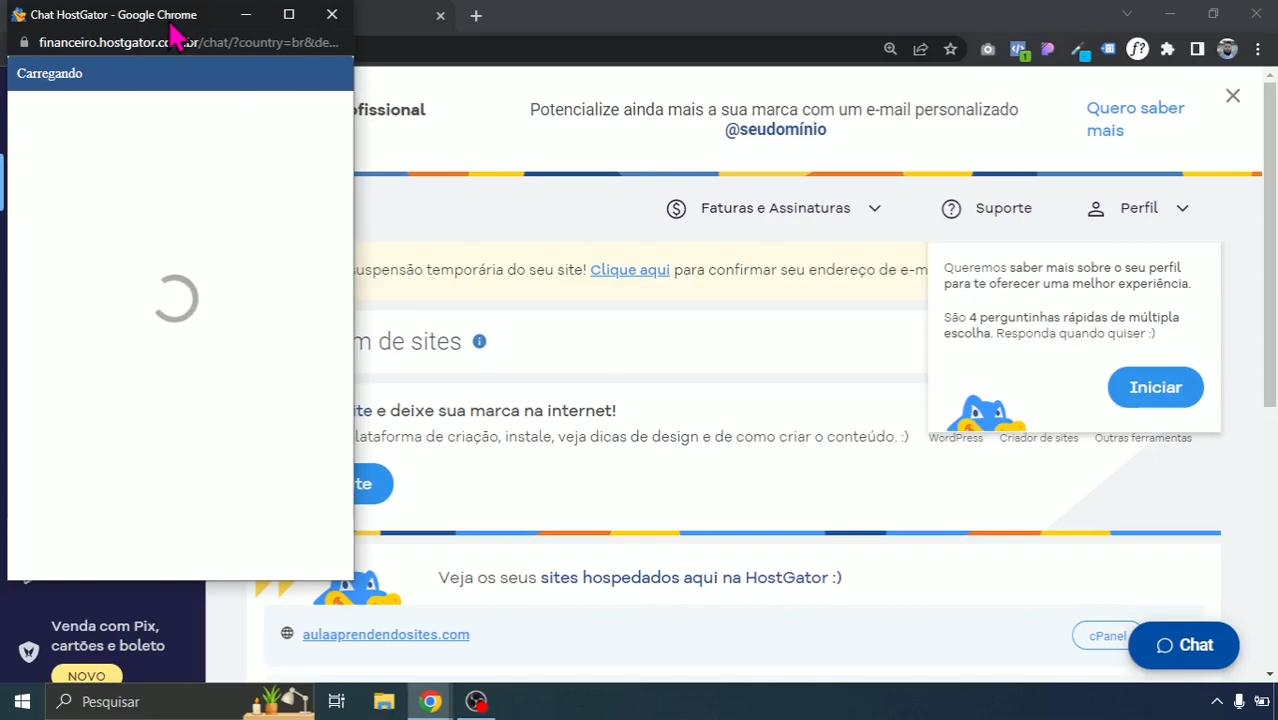 Chat HostGator - Google Chrome
financeiro.hostgator.com.br/chat/?country=br&de...
Carregando
ofissional
Potencialize ainda mais a sua marca com um e-mail personalizado
@seudomínio
Quero saber
mais
Faturas e Assinaturas
Suporte
Perfil
suspensão temporária do seu site! Clique aqui para confirmar seu endereço de e-m
Queremos saber mais sobre o seu perfil
para te oferecer uma melhor experiência.
São 4 perguntinhas rápidas de múltipla
escolha. Responda quando quiser :)
Iniciar
m de sites
ite e deixe sua marca na internet!
lataforma de criação, instale, veja dicas de design e de como criar o conteúdo. :)
WordPress
Criador de sites
Outras ferramentas
te
Veja os seus sites hospedados aqui na HostGator :)
aulaaprendendosites.com
cPanel
Chat
Venda com Pix,
cartões e boleto
NOVO
Pesquisar